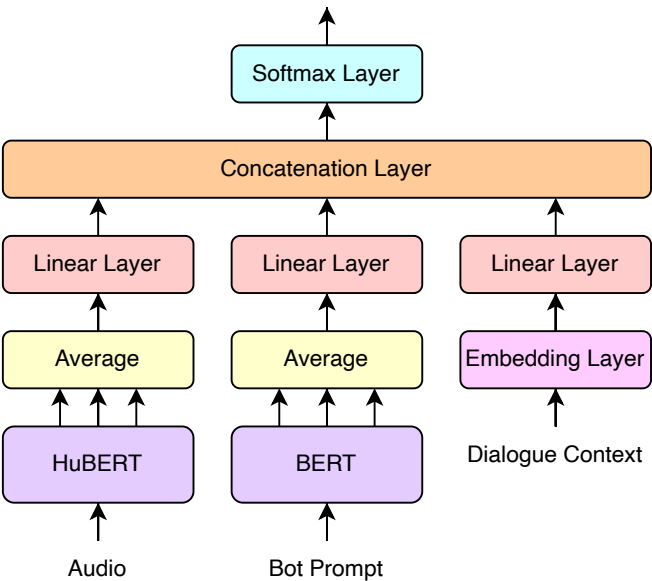 Softmax Layer
Concatenation Layer
Linear Layer
Linear Layer
Linear Layer
Average
Average
Embedding Layer
HuBERT
BERT
Dialogue Context
Audio
Bot Prompt